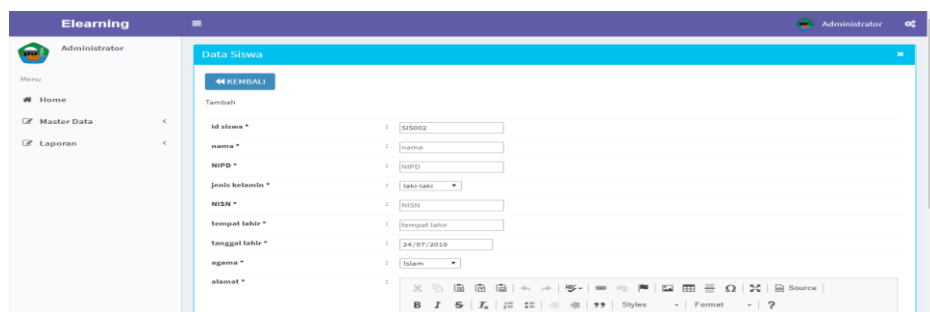 Elearning
Administrator
Administrator
Menu
Home
Master Data
Laporan
Data Siswa
KEMBALI
Tambah
id siswa * : SIS002
nama * : nama
NIPD * : NIPD
jenis kelamin * : laki-laki
NISN * : NISN
tempat lahir * : tempat lahir
tanggal lahir * : 24/07/2019
agama * : Islam
alamat * :
Source
B I S Tx Styles Format ?